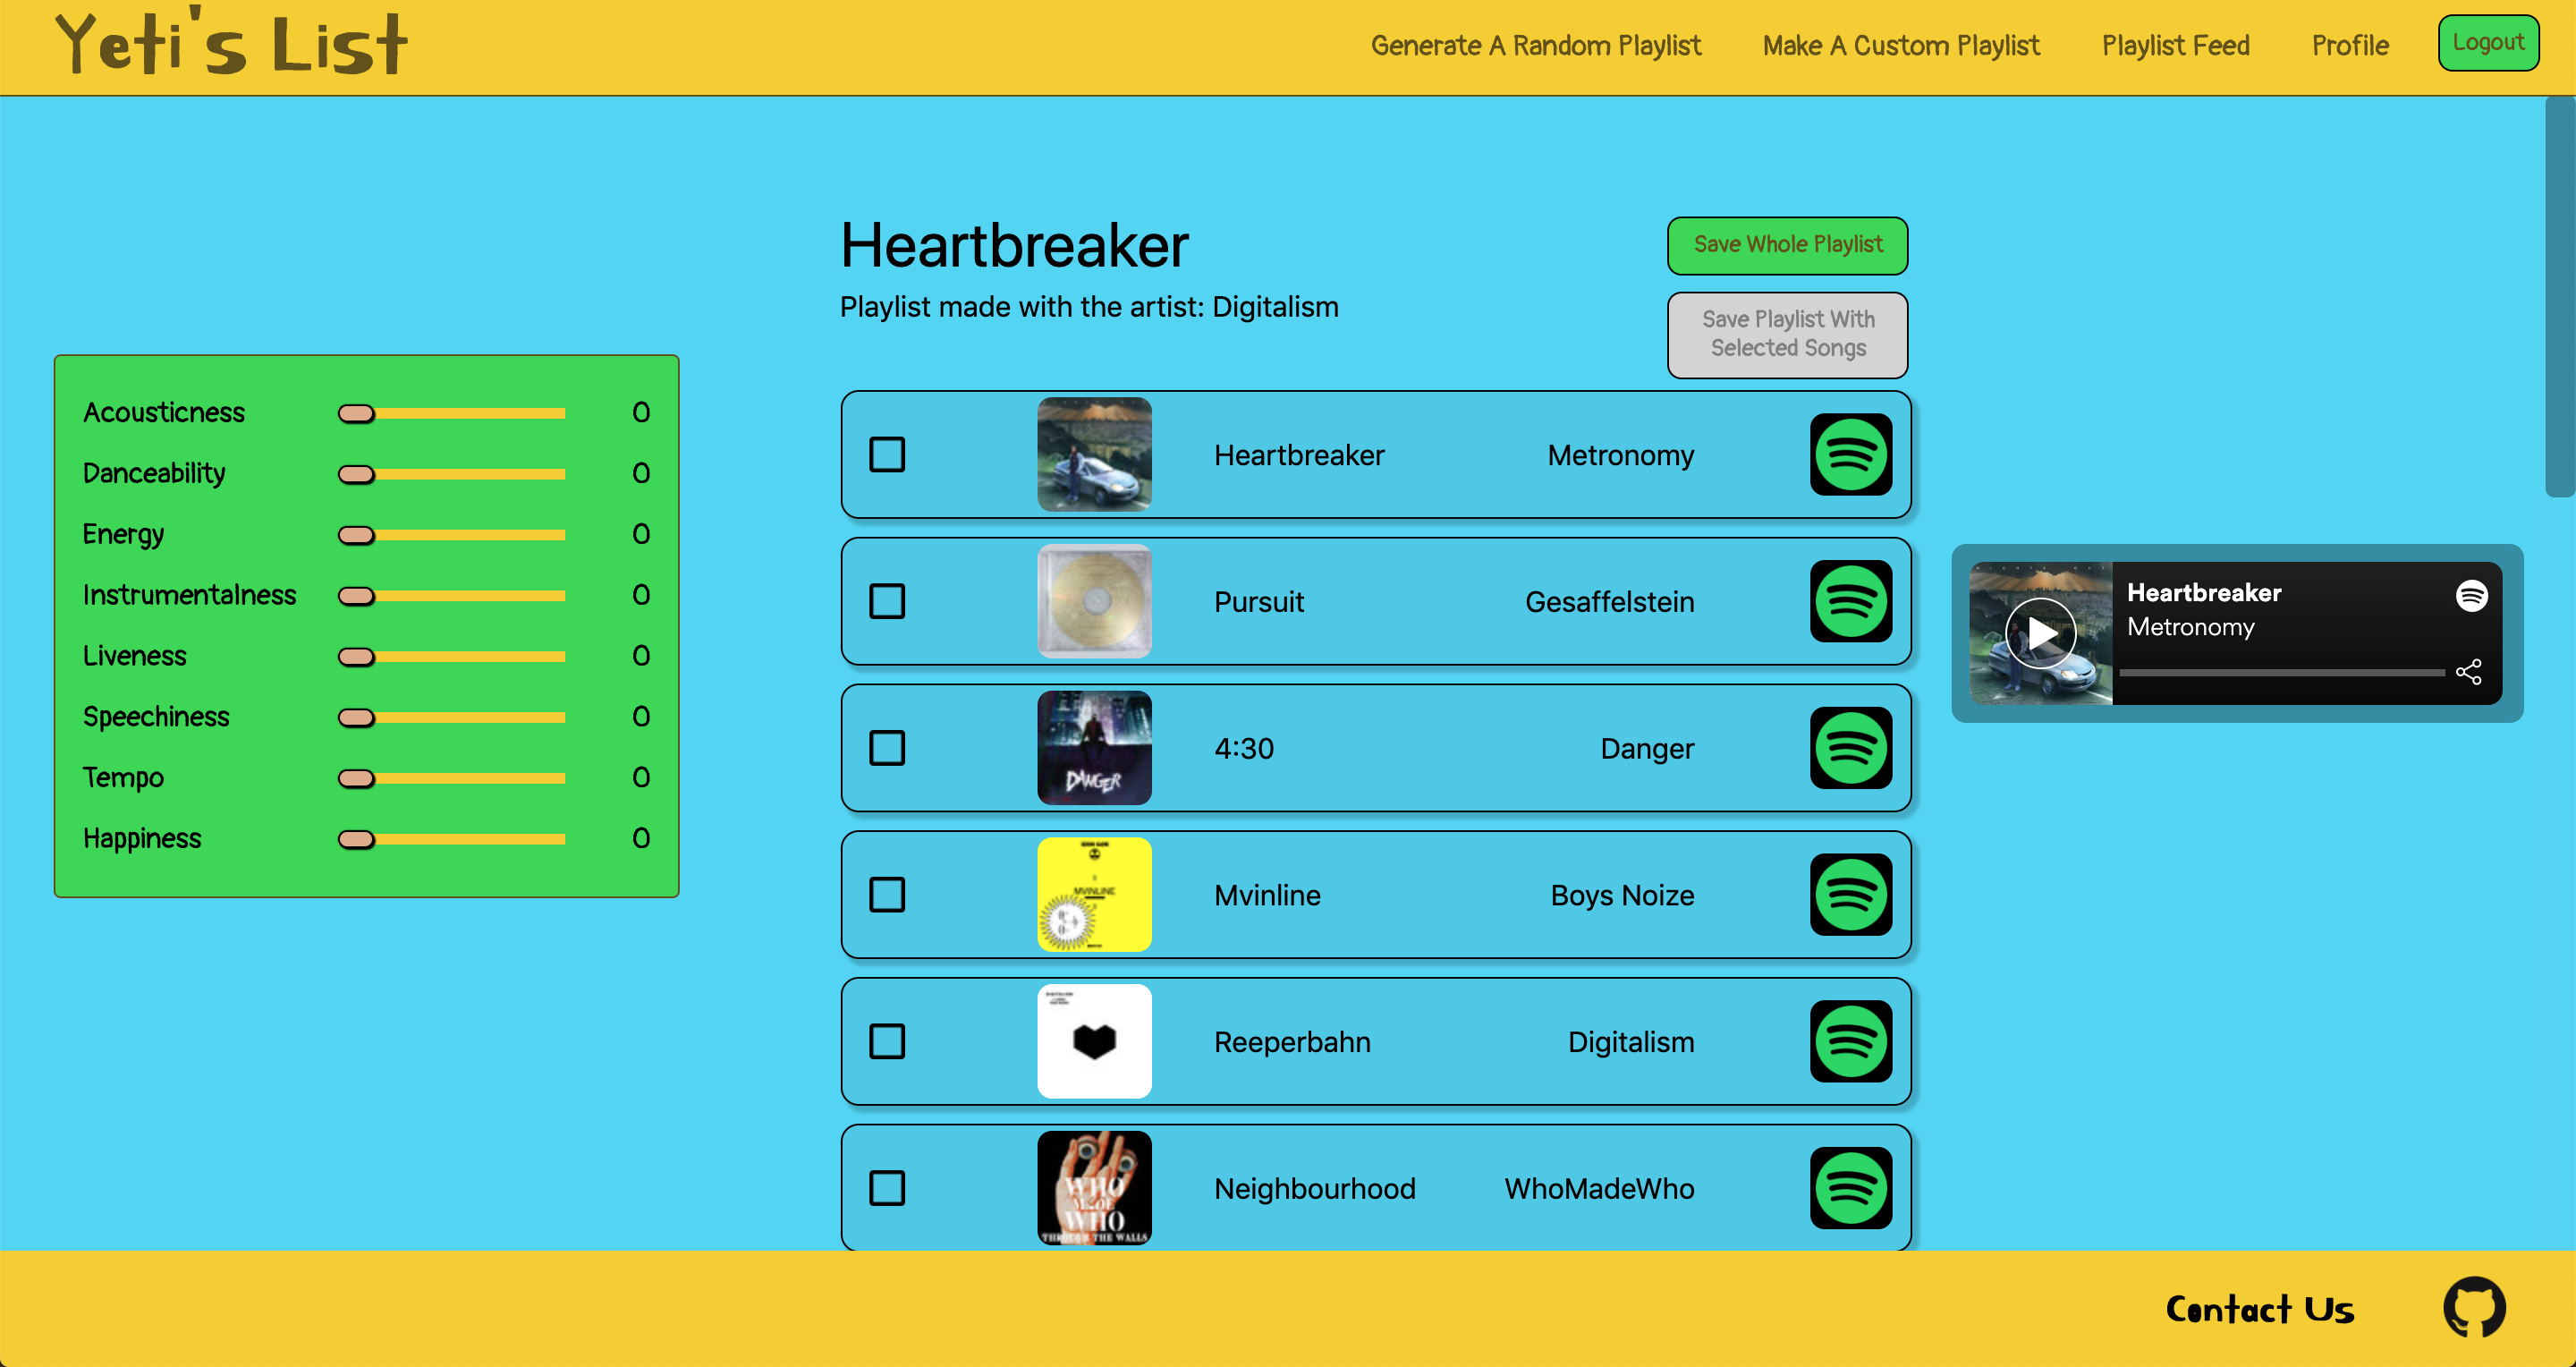 Yeti's List
Generate A Random Playlist
Make A Custom Playlist
Playlist Feed
Profile
Logout
Heartbreaker
Playlist made with the artist: Digitalism
Save Whole Playlist
Save Playlist With
Selected Songs
Acousticness 0
Danceability 0
Energy 0
Instrumentalness 0
Liveness 0
Speechiness 0
Tempo 0
Happiness 0
Heartbreaker Metronomy
Pursuit Gesaffelstein
DANGER
4:30 Danger
MVINLINE
Mvinline Boys Noize
Reeperbahn Digitalism
WHO
MADE
WHO
THROUGH THE WALLS
Neighbourhood WhoMadeWho
NIGHTS OUT
Heartbreaker
Metronomy
Contact Us